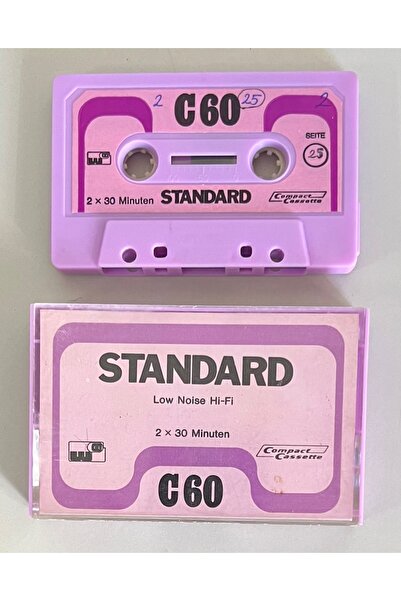 2 C60 25 2
SEITE
25
2 × 30 Minuten STANDARD Compact Cassette
STANDARD
Low Noise Hi-Fi
2 × 30 Minuten
Compact Cassette
C60